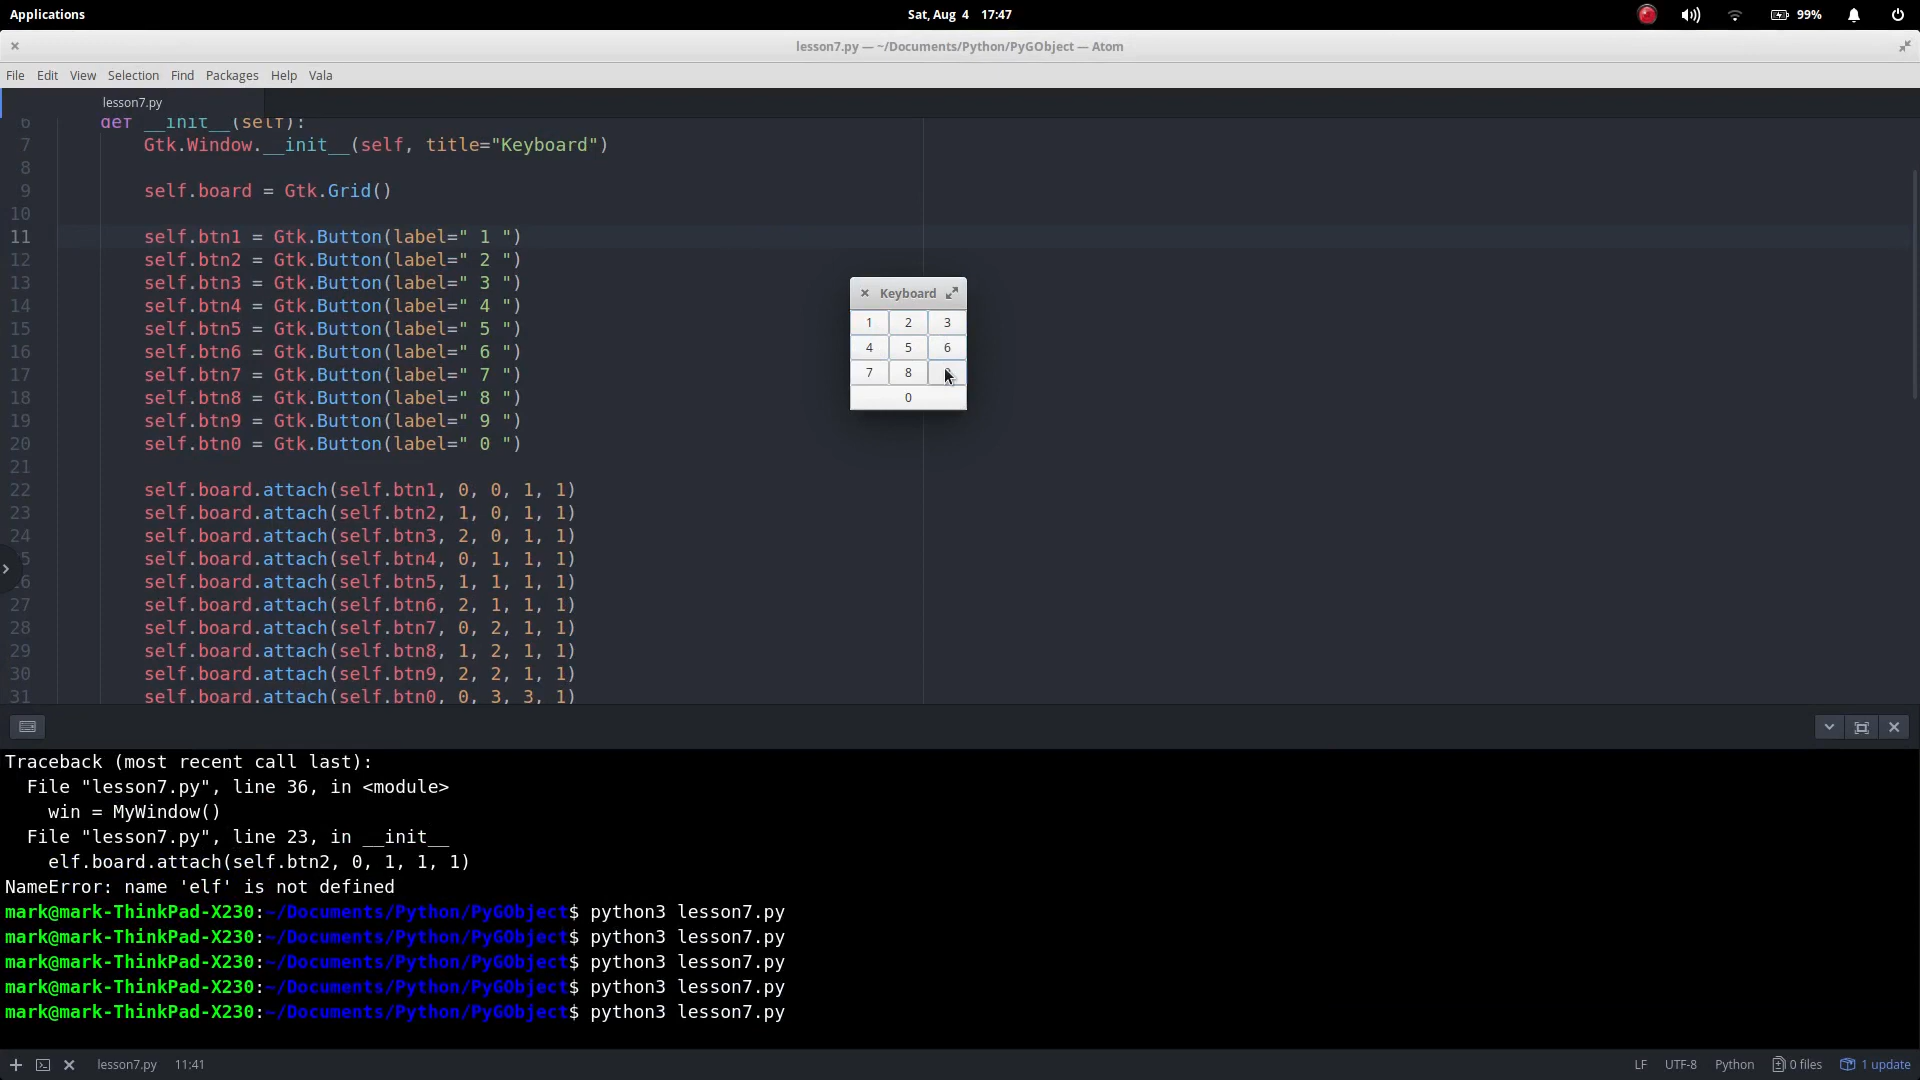 Applications
Sat, Aug 4 17:47
99%
lesson7.py — ~/Documents/Python/PyGObject — Atom
File Edit View Selection Find Packages Help Vala
lesson7.py
6 def __init__(self):
7 Gtk.Window.__init__(self, title="Keyboard")
8
9 self.board = Gtk.Grid()
10
11 self.btn1 = Gtk.Button(label=" 1 ")
12 self.btn2 = Gtk.Button(label=" 2 ")
13 self.btn3 = Gtk.Button(label=" 3 ")
14 self.btn4 = Gtk.Button(label=" 4 ")
15 self.btn5 = Gtk.Button(label=" 5 ")
16 self.btn6 = Gtk.Button(label=" 6 ")
17 self.btn7 = Gtk.Button(label=" 7 ")
18 self.btn8 = Gtk.Button(label=" 8 ")
19 self.btn9 = Gtk.Button(label=" 9 ")
20 self.btn0 = Gtk.Button(label=" 0 ")
21
22 self.board.attach(self.btn1, 0, 0, 1, 1)
23 self.board.attach(self.btn2, 1, 0, 1, 1)
24 self.board.attach(self.btn3, 2, 0, 1, 1)
5 self.board.attach(self.btn4, 0, 1, 1, 1)
6 self.board.attach(self.btn5, 1, 1, 1, 1)
27 self.board.attach(self.btn6, 2, 1, 1, 1)
28 self.board.attach(self.btn7, 0, 2, 1, 1)
29 self.board.attach(self.btn8, 1, 2, 1, 1)
30 self.board.attach(self.btn9, 2, 2, 1, 1)
31 self.board.attach(self.btn0, 0, 3, 3, 1)
Keyboard
1 2 3
4 5 6
7 8
0
Traceback (most recent call last):
File "lesson7.py", line 36, in <module>
win = MyWindow()
File "lesson7.py", line 23, in __init__
elf.board.attach(self.btn2, 0, 1, 1, 1)
NameError: name 'elf' is not defined
mark@mark-ThinkPad-X230:~/Documents/Python/PyGObject$ python3 lesson7.py
mark@mark-ThinkPad-X230:~/Documents/Python/PyGObject$ python3 lesson7.py
mark@mark-ThinkPad-X230:~/Documents/Python/PyGObject$ python3 lesson7.py
mark@mark-ThinkPad-X230:~/Documents/Python/PyGObject$ python3 lesson7.py
mark@mark-ThinkPad-X230:~/Documents/Python/PyGObject$ python3 lesson7.py
lesson7.py 11:41
LF UTF-8 Python 0 files 1 update